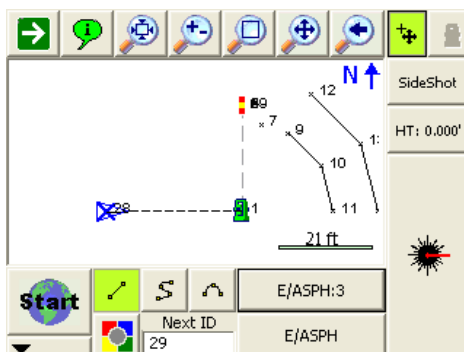 N
SideShot
12
7
9
HT: 0.000'
10
28
1
11
21 ft
Start
E/ASPH:3
Next ID
29
E/ASPH